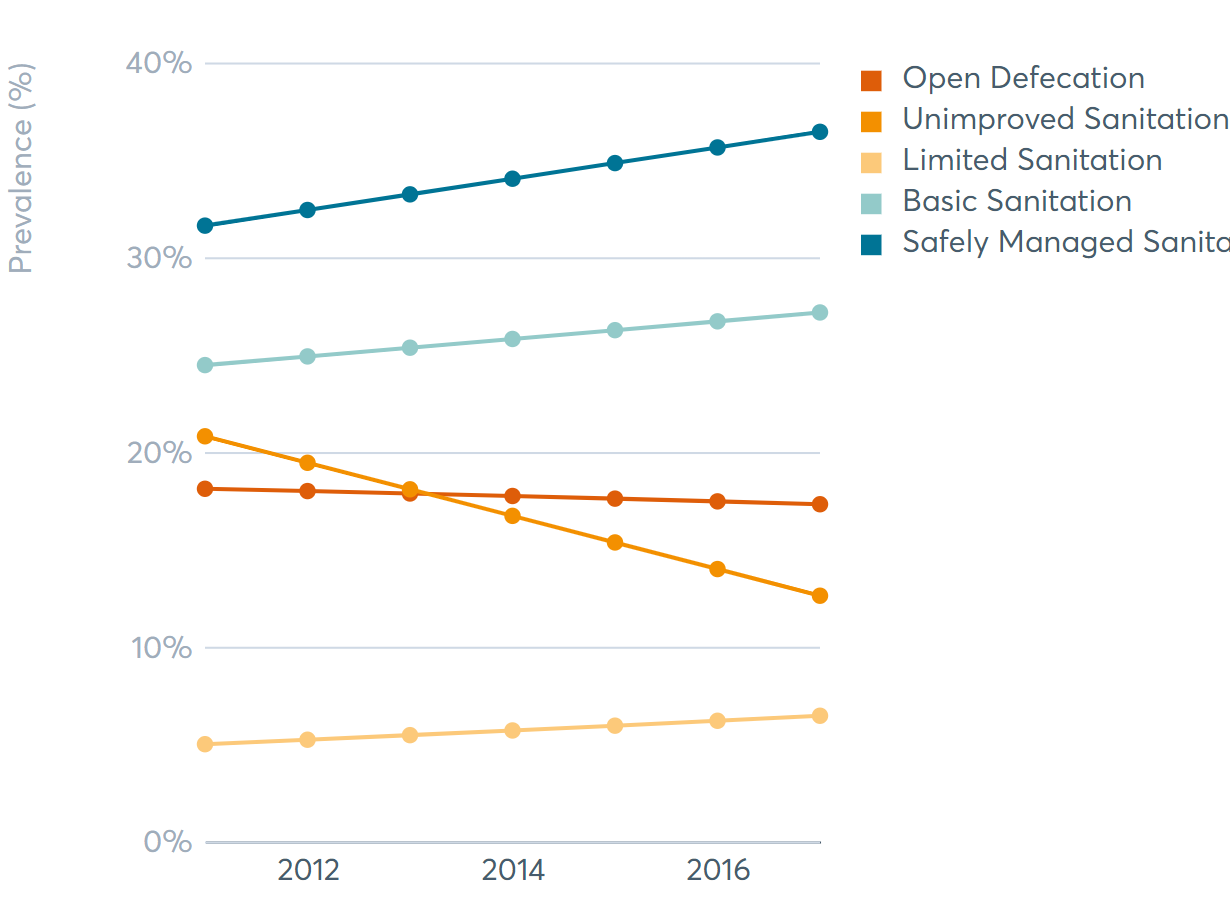 Prevalence (%)
40%
30%
20%
10%
0%
2012
2014
2016
Open Defecation
Unimproved Sanitation
Limited Sanitation
Basic Sanitation
Safely Managed Sanita